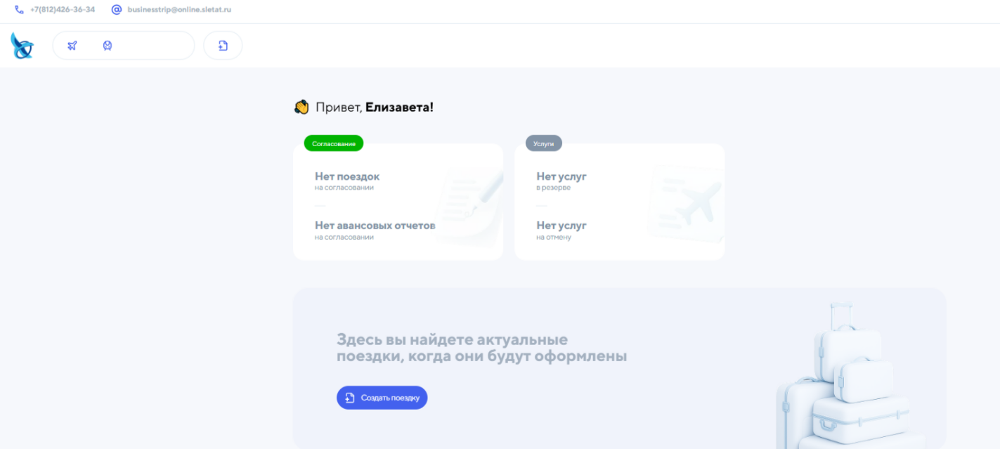 +7(812)426-36-34 businesstrip@online.sletat.ru
Привет, Елизавета!
Согласование
Нет поездок
на согласовании
Нет авансовых отчетов
на согласовании
Услуги
Нет услуг
в резерве
Нет услуг
на отмену
Здесь вы найдете актуальные
поездки, когда они будут оформлены
Создать поездку